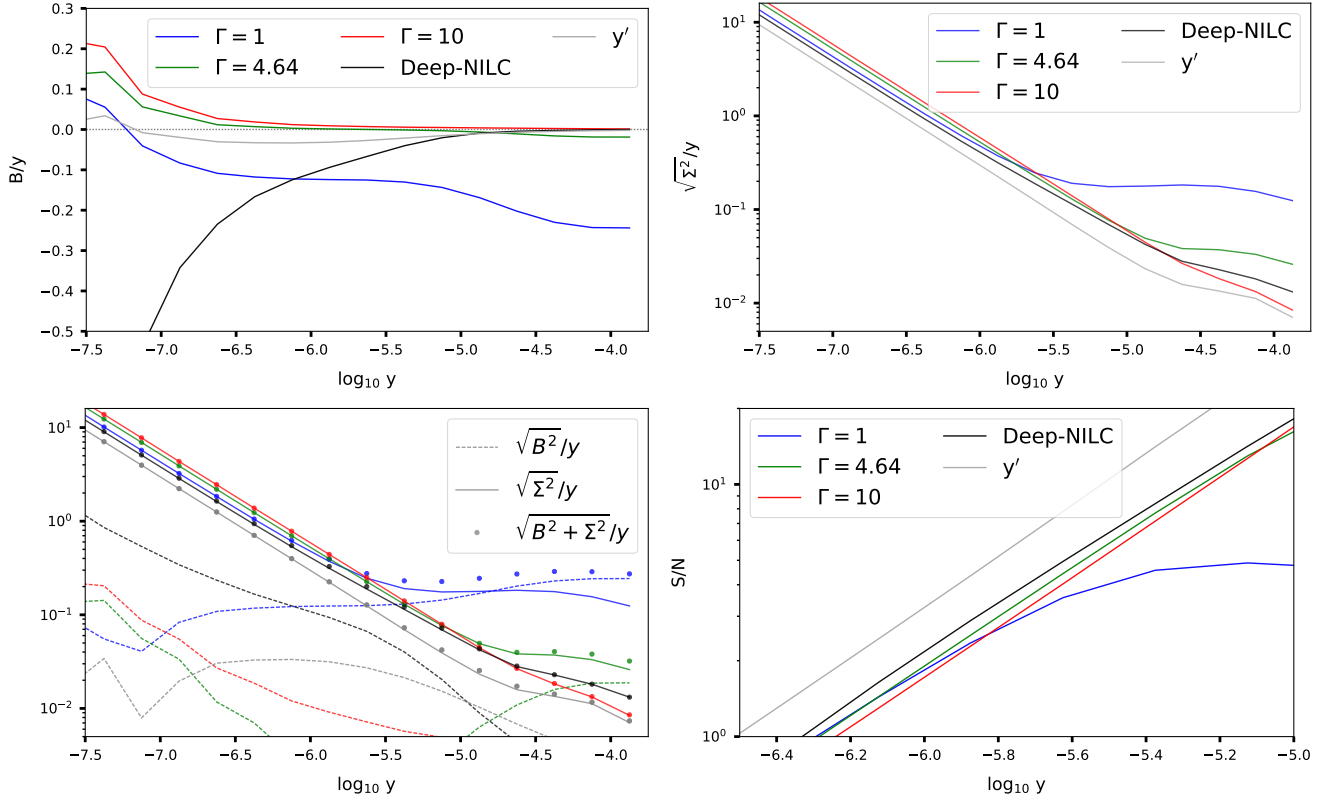 0.3
0.2
0.1
0.0
−0.1
−0.2
−0.3
−0.4
−0.5
B/y
Γ = 1
Γ = 4.64
Γ = 10
Deep-NILC
y′
−7.5 −7.0 −6.5 −6.0 −5.5 −5.0 −4.5 −4.0
log₁₀ y
10¹
10⁰
10⁻¹
10⁻²
√Σ²/y
Γ = 1
Γ = 4.64
Γ = 10
Deep-NILC
y′
−7.5 −7.0 −6.5 −6.0 −5.5 −5.0 −4.5 −4.0
log₁₀ y
10¹
10⁰
10⁻¹
10⁻²
√B²/y
√Σ²/y
√B² + Σ²/y
−7.5 −7.0 −6.5 −6.0 −5.5 −5.0 −4.5 −4.0
log₁₀ y
10¹
10⁰
S/N
Γ = 1
Γ = 4.64
Γ = 10
Deep-NILC
y′
−6.4 −6.2 −6.0 −5.8 −5.6 −5.4 −5.2 −5.0
log₁₀ y